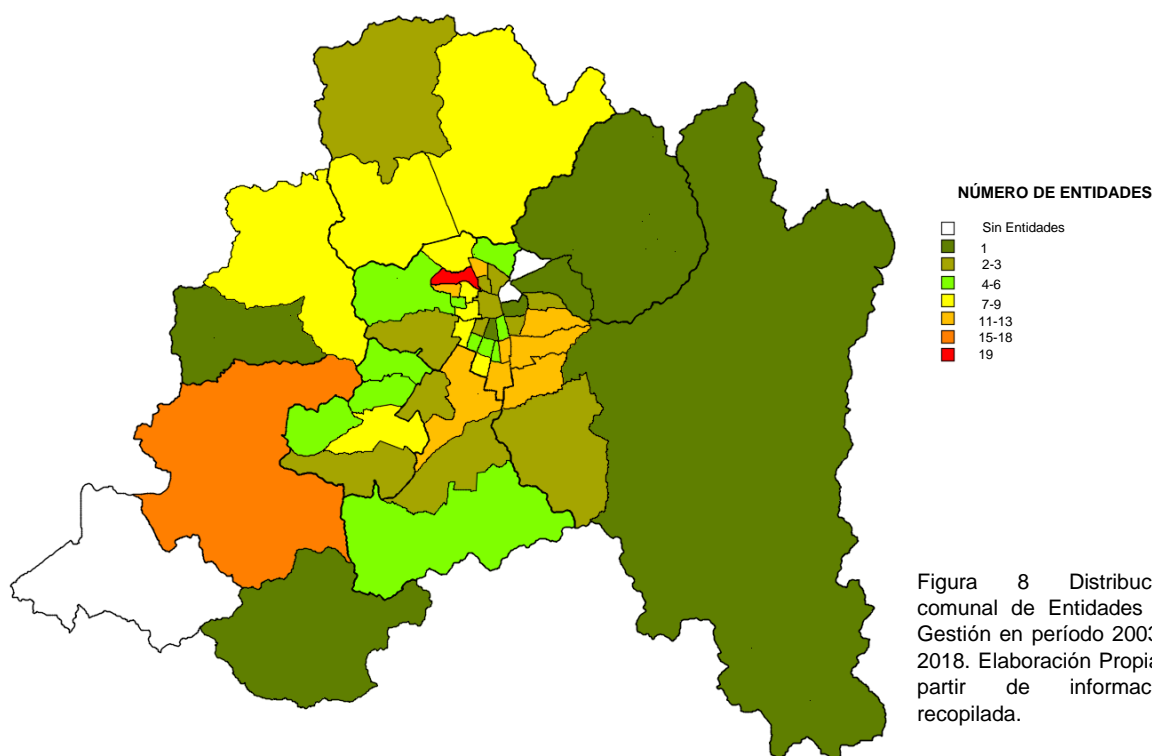 NÚMERO DE ENTIDADES
Sin Entidades
1
2-3
4-6
7-9
11-13
15-18
19
Figura 8 Distribuc
comunal de Entidades
Gestión en período 2003
2018. Elaboración Propia
partir de informac
recopilada.